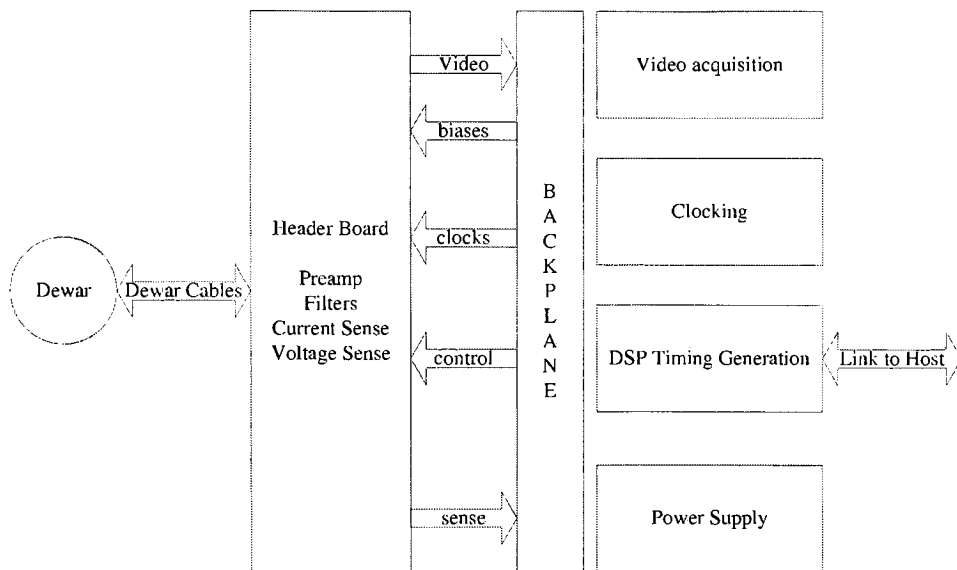 Video
Video acquisition
biases
BACKPLANE
Clocking
Header Board
clocks
Dewar
Dewar Cables
Preamp
Filters
Current Sense
Voltage Sense
control
DSP Timing Generation
Link to Host
sense
Power Supply